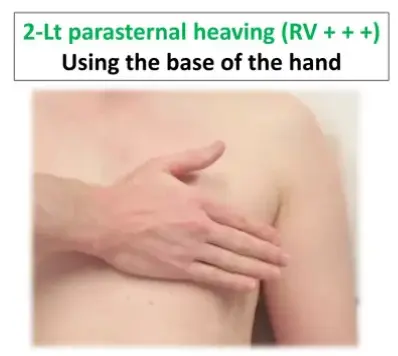 2-Lt parasternal heaving (RV + + +)
Using the base of the hand